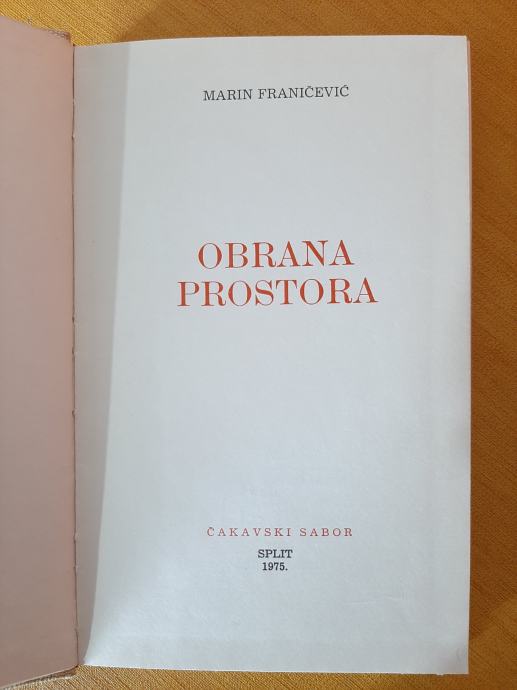 MARIN FRANIČEVIĆ
OBRANA
PROSTORA
ČAKAVSKI SABOR
SPLIT
1975.